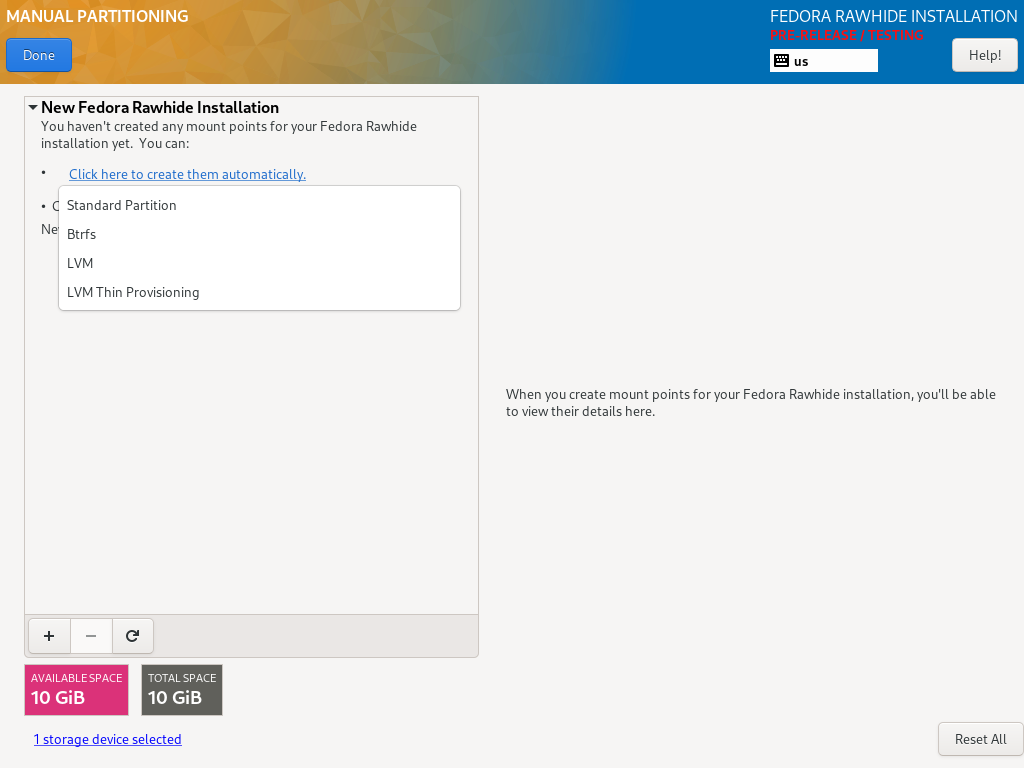 MANUAL PARTITIONING
FEDORA RAWHIDE INSTALLATION
PRE-RELEASE / TESTING
Done
us
Help!
New Fedora Rawhide Installation
You haven't created any mount points for your Fedora Rawhide
installation yet.  You can:
• Click here to create them automatically.
•
Standard Partition
Btrfs
LVM
LVM Thin Provisioning
When you create mount points for your Fedora Rawhide installation, you'll be able
to view their details here.
+ −
AVAILABLE SPACE
10 GiB
TOTAL SPACE
10 GiB
1 storage device selected
Reset All